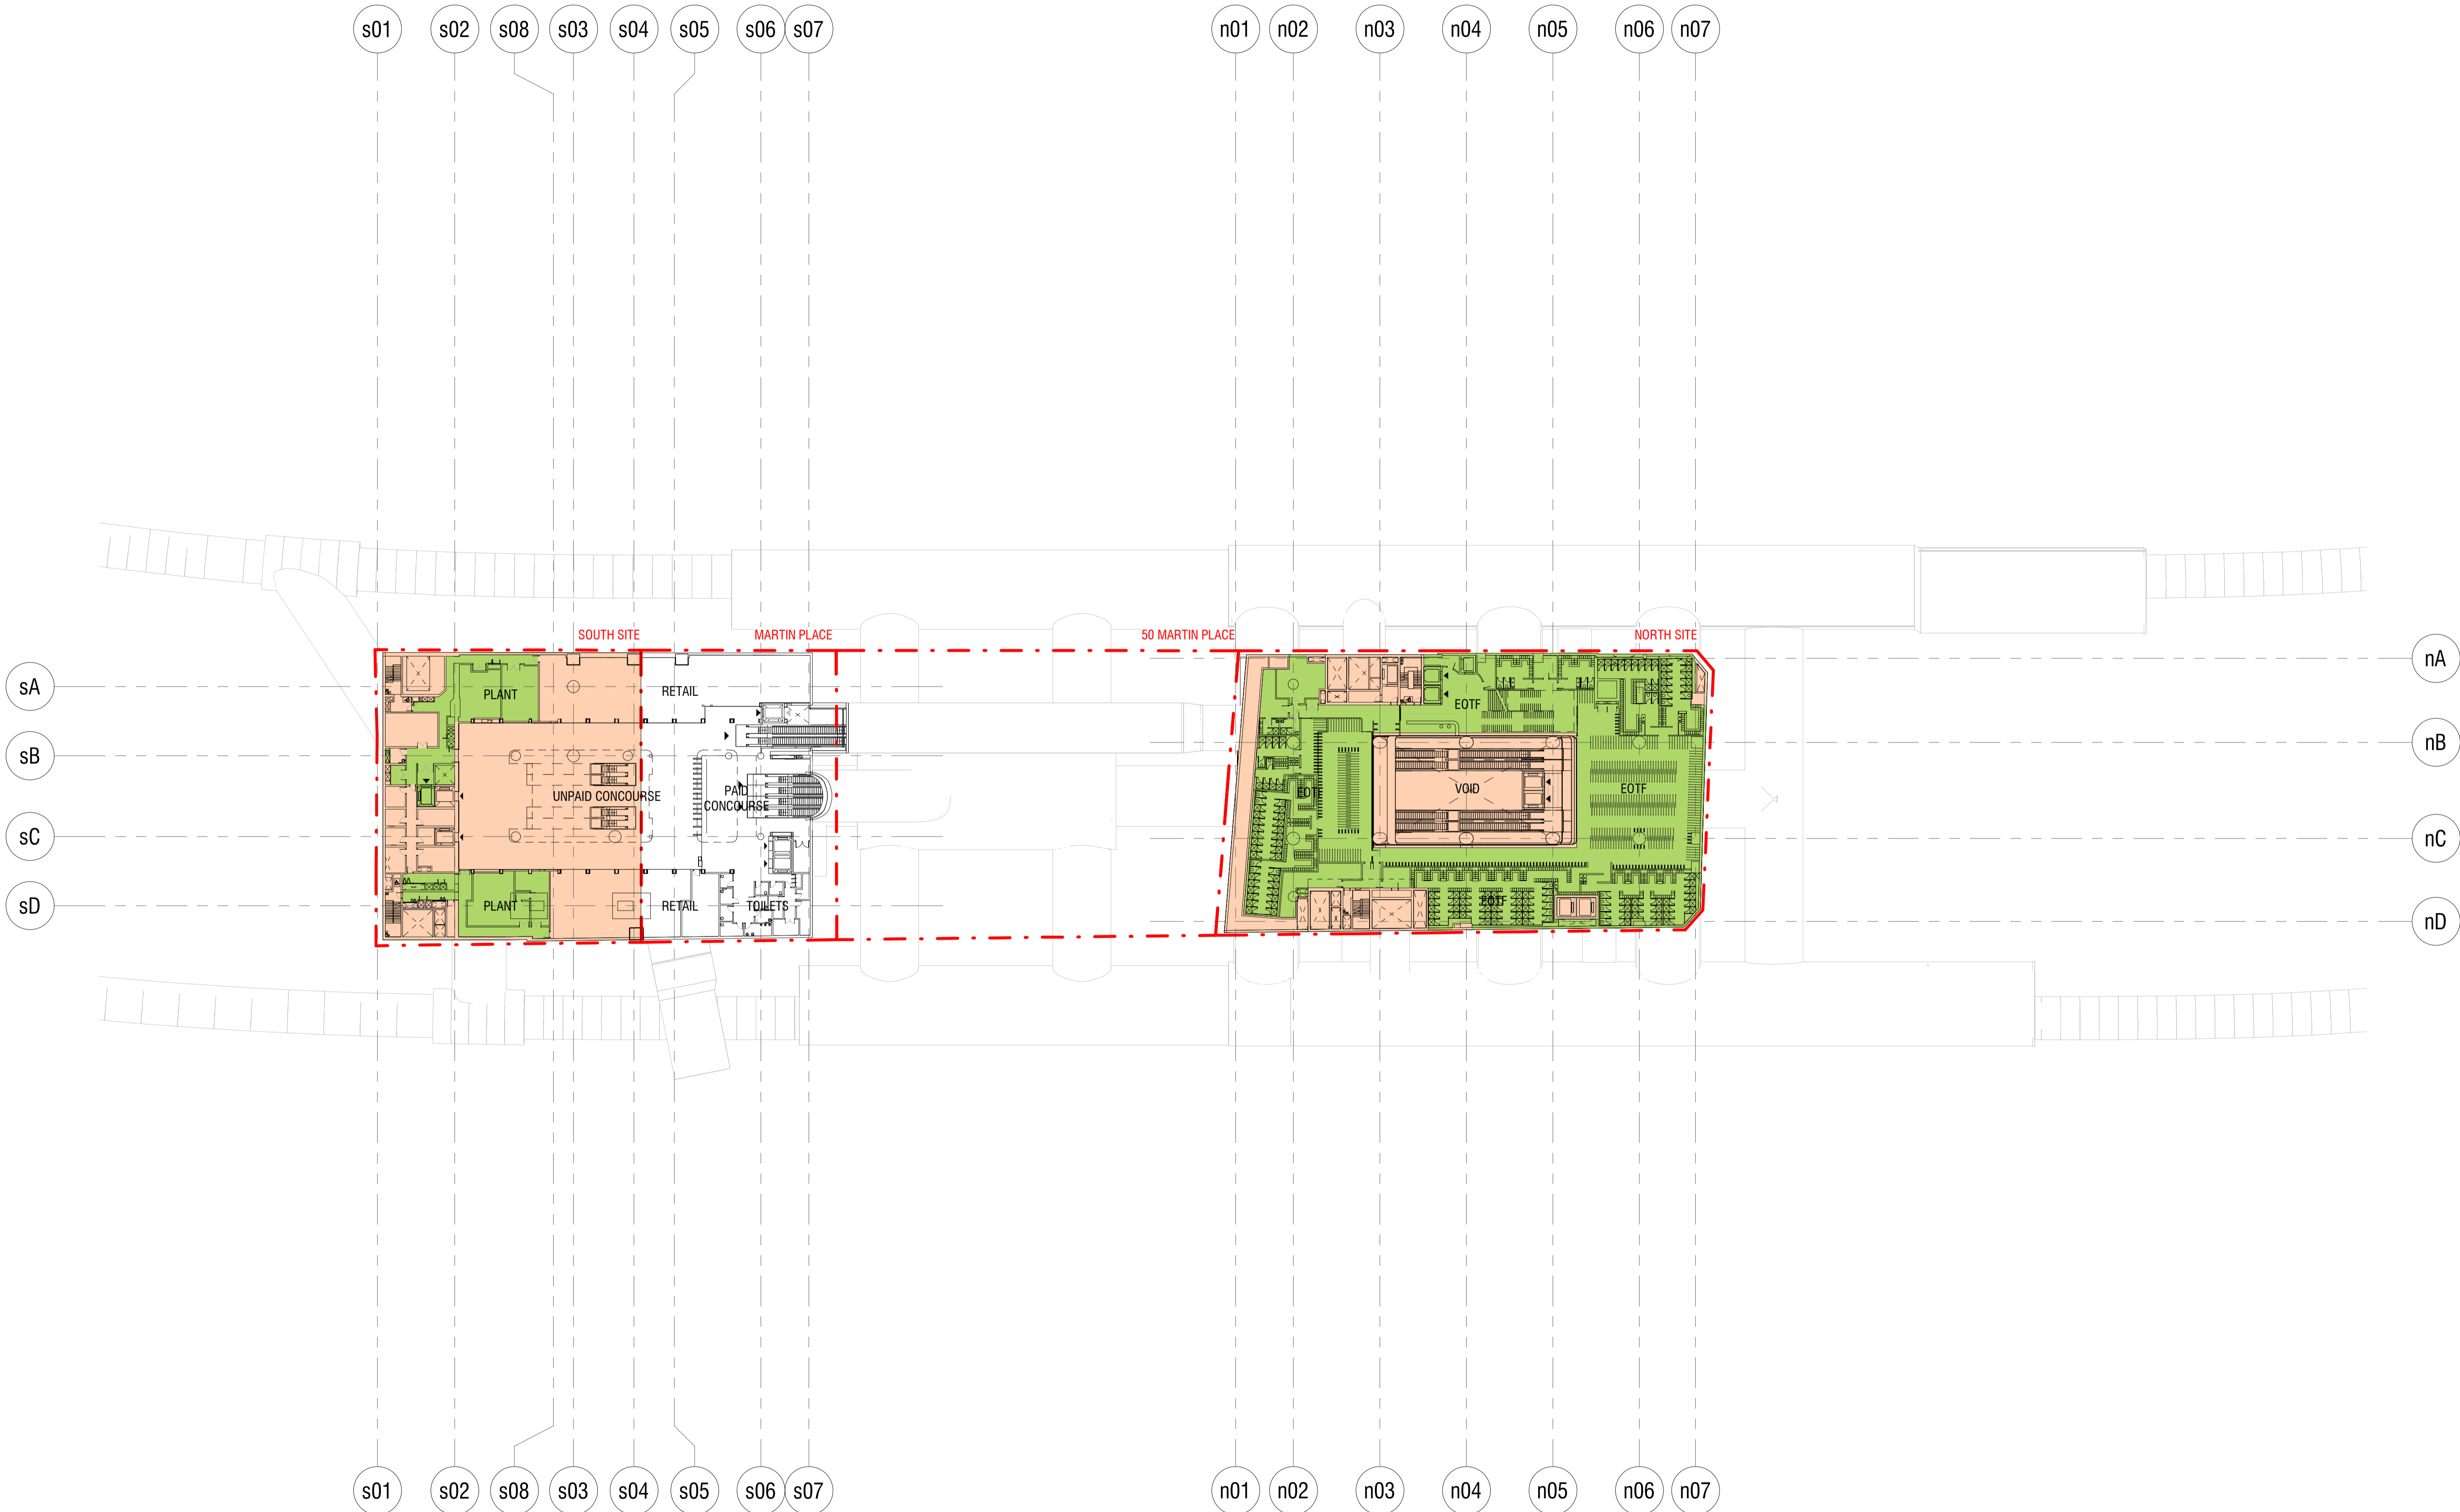 s01 s02 s08 s03 s04 s05 s06 s07 n01 n02 n03 n04 n05 n06 n07
SOUTH SITE MARTIN PLACE 50 MARTIN PLACE NORTH SITE
nA
sA
PLANT RETAIL
EOTF
nB
sB
VOID EOTF
PAID
UNPAID CONCOURSE EOTF
CONCOURSE
sC nC
EOTF
sD PLANT RETAIL TOILETS
nD
s01 s02 s08 s03 s04 s05 s06 s07 n01 n02 n03 n04 n05 n06 n07